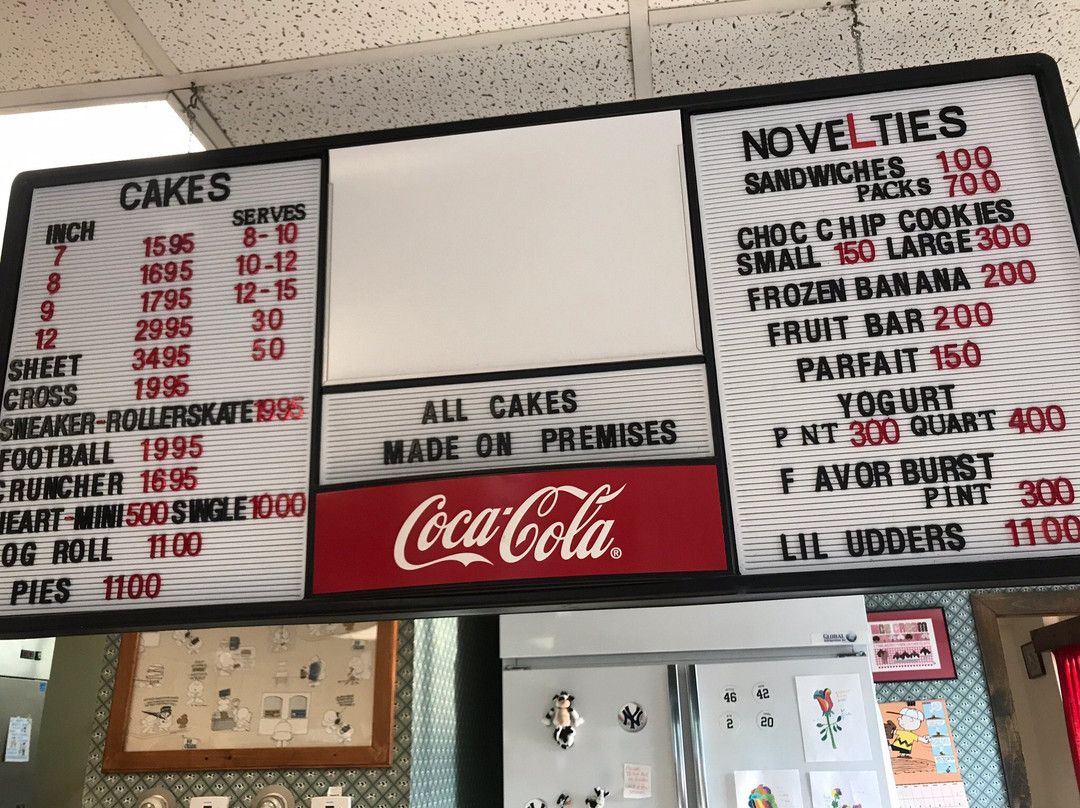 CAKES
INCH SERVES
7 1595 8-10
8 1695 10-12
9 1795 12-15
12 2995 30
SHEET 3495 50
CROSS 1995
SNEAKER-ROLLERSKATE 1995
FOOTBALL 1995
CRUNCHER 1695
HEART-MINI 500 SINGLE 1000
OG ROLL 1100
PIES 1100
ALL CAKES
MADE ON PREMISES
Coca-Cola®
NOVELTIES
SANDWICHES 100
PACKS 700
CHOC CHIP COOKIES
SMALL 150 LARGE 300
FROZEN BANANA 200
FRUIT BAR 200
PARFAIT 150
YOGURT
PNT 300 QUART 400
F AVOR BURST
PINT 300
LIL UDDERS 1100
GLOBAL
NY
46 42
2 20
ICE CREAM